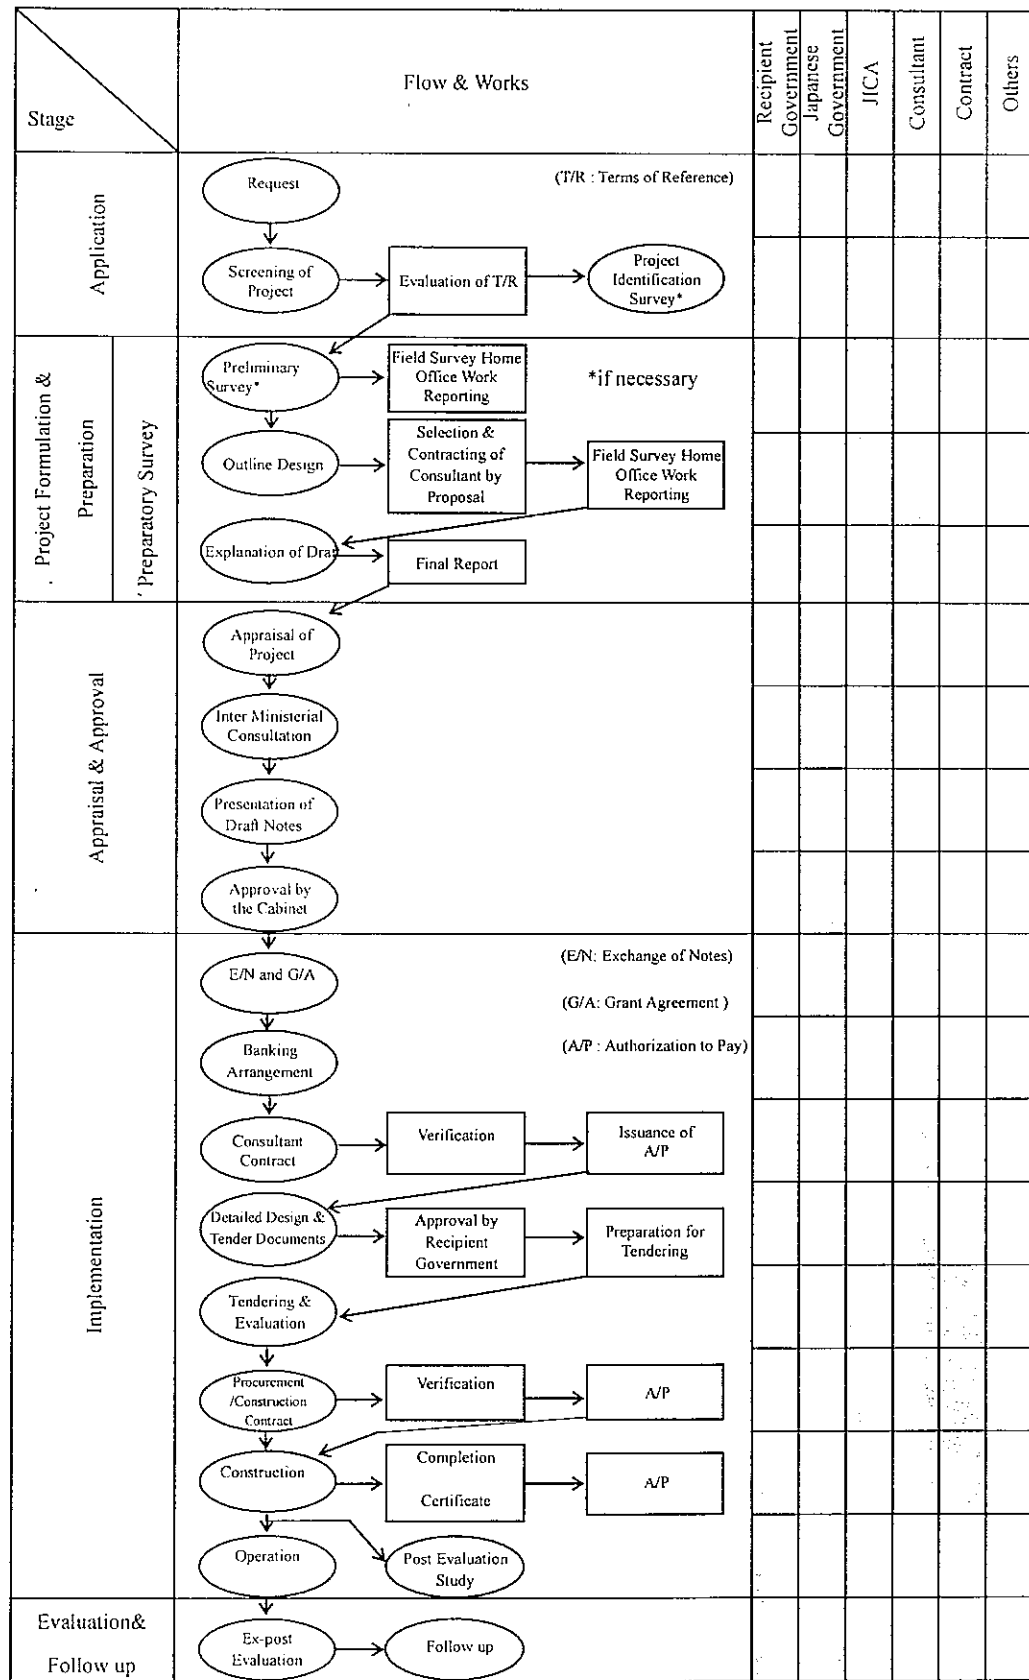 Stage
Flow & Works
Recipient
Government
Japanese
Government
JICA
Consultant
Contract
Others
Application
Request
(T/R : Terms of Reference)
Screening of
Project
Evaluation of T/R
Project
Identification
Survey*
Project Formulation &
Preparation
Preparatory Survey
Preliminary
Survey*
Field Survey Home
Office Work
Reporting
*if necessary
Outline Design
Selection &
Contracting of
Consultant by
Proposal
Field Survey Home
Office Work
Reporting
Explanation of Draf
Final Report
Appraisal & Approval
Appraisal of
Project
Inter Ministerial
Consultation
Presentation of
Draft Notes
Approval by
the Cabinet
Implementation
E/N and G/A
(E/N: Exchange of Notes)
(G/A: Grant Agreement )
(A/P : Authorization to Pay)
Banking
Arrangement
Consultant
Contract
Verification
Issuance of
A/P
Detailed Design &
Tender Documents
Approval by
Recipient
Government
Preparation for
Tendering
Tendering &
Evaluation
Procurement
/Construction
Contract
Verification
A/P
Construction
Completion
Certificate
A/P
Operation
Post Evaluation
Study
Evaluation&
Follow up
Ex-post
Evaluation
Follow up